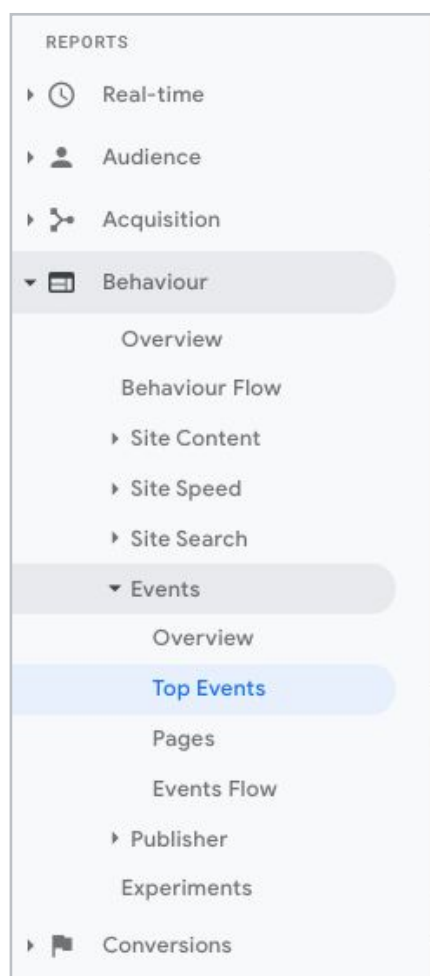 REPORTS
Real-time
Audience
Acquisition
Behaviour
Overview
Behaviour Flow
Site Content
Site Speed
Site Search
Events
Overview
Top Events
Pages
Events Flow
Publisher
Experiments
Conversions